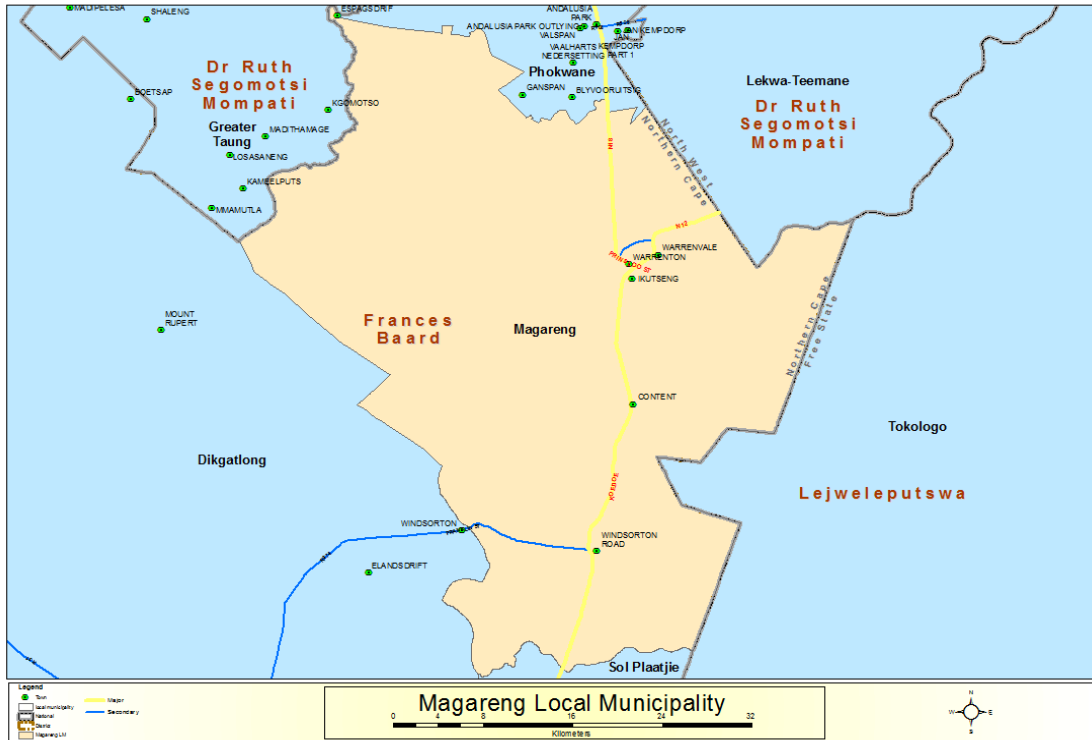 MADIPELESA
SHALENG
ESPAGSDRIF
ANDALUSIA
PARK
ANDALUSIA PARK OUTLYING
VALSPAN
JAN KEMPDORP
JAN
KEMPDORP
PART 1
VAALHARTS
NEDERSETTING
Phokwane
GANSPAN
BLYVOORUITSIG
Lekwa-Teemane
Dr Ruth
Segomotsi
Mompati
Dr Ruth
Segomotsi
Mompati
BOETSAP
KGOMOTSO
Greater
Taung
MADITHAMAGE
LOSASANENG
KAMEELPUTS
MMAMUTLA
North West
Northern Cape
N18
N12
WARRENVALE
WARRENTON
IKUTSENG
MOUNT
RUPERT
Frances
Baard
Magareng
Northern Cape
Free State
CONTENT
Tokologo
Dikgatlong
Lejweleputswa
WINDSORTON
WINDSORTON
ROAD
ELANDSDRIFT
Sol Plaatjie
Legend
Town
local municipality
National
District
Magareng LM
Major
Secondary
Magareng Local Municipality
0 4 8 16 24 32
Kilometers
N
W E
S